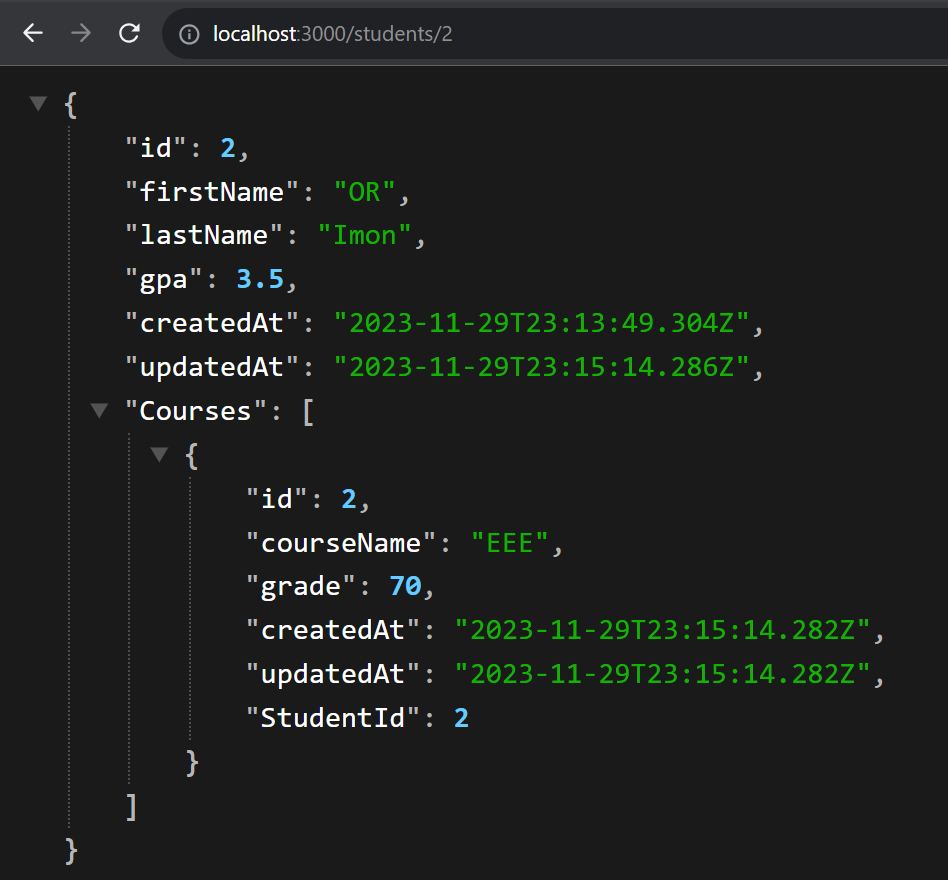 localhost:3000/students/2
{
"id": 2,
"firstName": "OR",
"lastName": "Imon",
"gpa": 3.5,
"createdAt": "2023-11-29T23:13:49.304Z",
"updatedAt": "2023-11-29T23:15:14.286Z",
"Courses": [
{
"id": 2,
"courseName": "EEE",
"grade": 70,
"createdAt": "2023-11-29T23:15:14.282Z",
"updatedAt": "2023-11-29T23:15:14.282Z",
"StudentId": 2
}
]
}